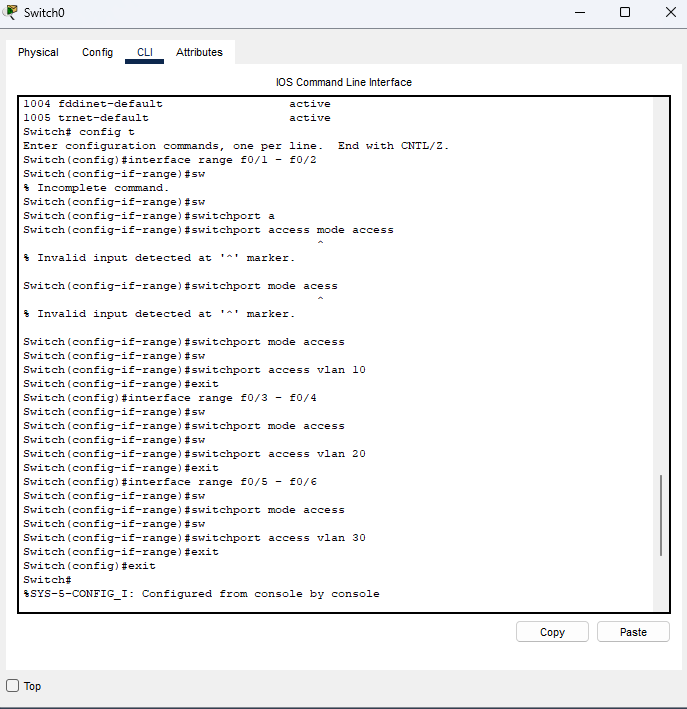 Switch0
Physical Config CLI Attributes
IOS Command Line Interface
1004 fddinet-default active
1005 trnet-default active
Switch# config t
Enter configuration commands, one per line. End with CNTL/Z.
Switch(config)#interface range f0/1 - f0/2
Switch(config-if-range)#sw
% Incomplete command.
Switch(config-if-range)#sw
Switch(config-if-range)#switchport a
Switch(config-if-range)#switchport access mode access
^
% Invalid input detected at '^' marker.
Switch(config-if-range)#switchport mode acess
^
% Invalid input detected at '^' marker.
Switch(config-if-range)#switchport mode access
Switch(config-if-range)#sw
Switch(config-if-range)#switchport access vlan 10
Switch(config-if-range)#exit
Switch(config)#interface range f0/3 - f0/4
Switch(config-if-range)#sw
Switch(config-if-range)#switchport mode access
Switch(config-if-range)#sw
Switch(config-if-range)#switchport access vlan 20
Switch(config-if-range)#exit
Switch(config)#interface range f0/5 - f0/6
Switch(config-if-range)#sw
Switch(config-if-range)#switchport mode access
Switch(config-if-range)#sw
Switch(config-if-range)#switchport access vlan 30
Switch(config-if-range)#exit
Switch(config)#exit
Switch#
%SYS-5-CONFIG_I: Configured from console by console
Copy Paste
Top